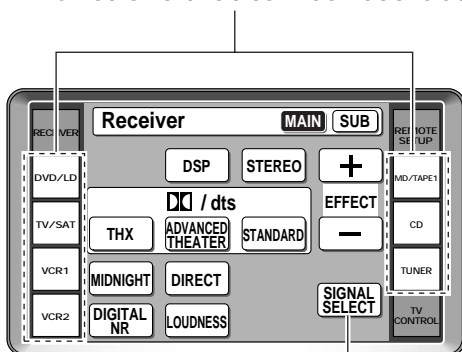 RECEIVER
Receiver
MAIN
SUB
REMOTE
SETUP
DVD/LD
DSP
STEREO
+
MD/TAPE1
/ dts
EFFECT
TV/SAT
THX
ADVANCED
THEATER
STANDARD
−
CD
VCR1
MIDNIGHT
DIRECT
TUNER
SIGNAL
SELECT
VCR2
DIGITAL
NR
LOUDNESS
TV
CONTROL